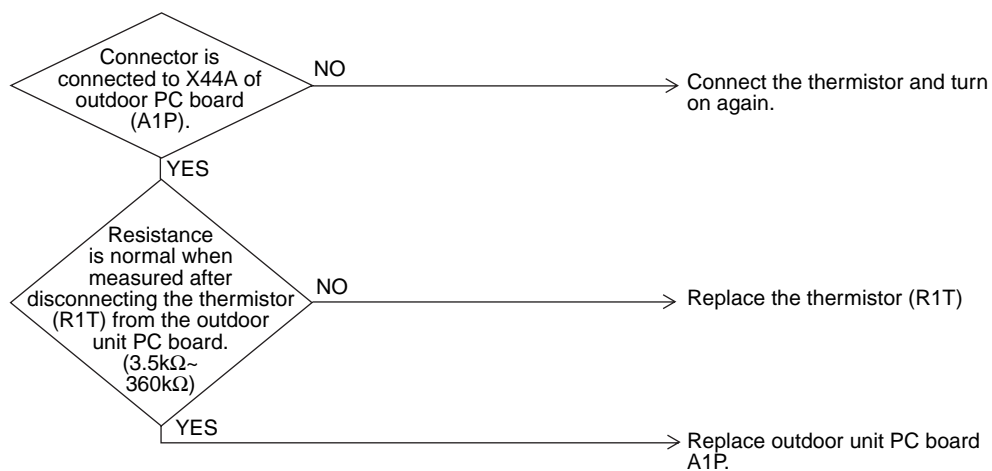 Connector is
connected to X44A of
outdoor PC board
(A1P).
NO
Connect the thermistor and turn
on again.
YES
Resistance
is normal when
measured after
disconnecting the thermistor
(R1T) from the outdoor
unit PC board.
(3.5kΩ~
360kΩ)
NO
Replace the thermistor (R1T)
YES
Replace outdoor unit PC board
A1P.